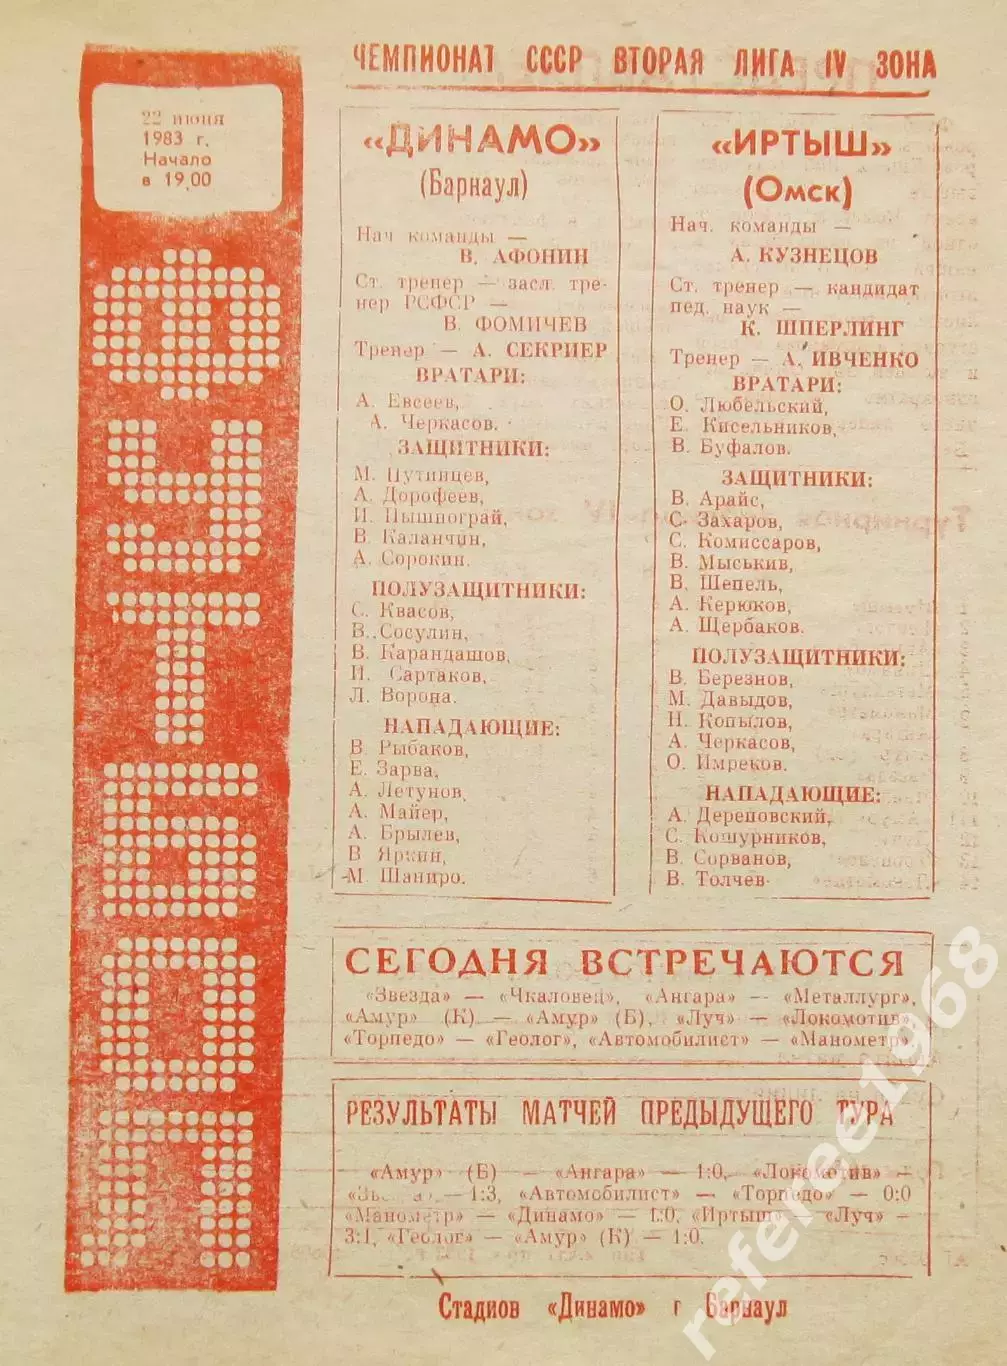 ЧЕМПИОНАТ СССР ВТОРАЯ ЛИГА IV ЗОНА
22 июня
1983 г.
Начало
в 19,00
ФУТБОЛ
«ДИНАМО»
(Барнаул)
Нач команды —
В. АФОНИН
Ст. тренер — засл. тре-
нер РСФСР —
В. ФОМИЧЕВ
Тренер — А. СЕКРИЕР
ВРАТАРИ:
А. Евсеев,
А. Черкасов.
ЗАЩИТНИКИ:
М. Путинцев,
А. Дорофеев,
И. Пышнограй,
В. Каланчин,
А. Сорокин.
ПОЛУЗАЩИТНИКИ:
С. Квасов,
В. Сосулин,
В. Карандашов,
И. Сартаков,
Л. Ворона.
НАПАДАЮЩИЕ:
В. Рыбаков,
Е. Зарва,
А. Летунов,
А. Майер,
А. Брылев,
В Яркин,
М. Шапиро.
«ИРТЫШ»
(Омск)
Нач. команды —
А. КУЗНЕЦОВ
Ст. тренер — кандидат
пед. наук —
К. ШПЕРЛИНГ
Тренер — А. ИВЧЕНКО
ВРАТАРИ:
О. Любельский,
Е. Кисельников,
В. Буфалов.
ЗАЩИТНИКИ:
В. Арайс,
С. Захаров,
С. Комиссаров,
В. Мыськив,
В. Шепель,
А. Керюков,
А. Щербаков.
ПОЛУЗАЩИТНИКИ:
В. Березнов,
М. Давыдов,
Н. Копылов,
А. Черкасов,
О. Имреков.
НАПАДАЮЩИЕ:
А. Дереповский,
С. Кошурников,
В. Сорванов,
В. Толчев
СЕГОДНЯ ВСТРЕЧАЮТСЯ
«Звезда» — «Чкаловец», «Ангара» — «Металлург»,
«Амур» (К) — «Амур» (Б), «Луч» — «Локомотив»,
«Торпедо» — «Геолог», «Автомобилист» — «Манометр».
РЕЗУЛЬТАТЫ МАТЧЕЙ ПРЕДЫДУЩЕГО ТУРА
«Амур» (Б) — «Ангара» — 1:0, «Локомотив» —
— 1:3, «Автомобилист» — «Торпедо» — 0:0
«Манометр» — «Динамо» — 1:0, «Иртыш» — «Луч» —
3:1, «Геолог» — «Амур» (К) — 1:0.
Стадиов «Динамо» г Барнаул
referee1968